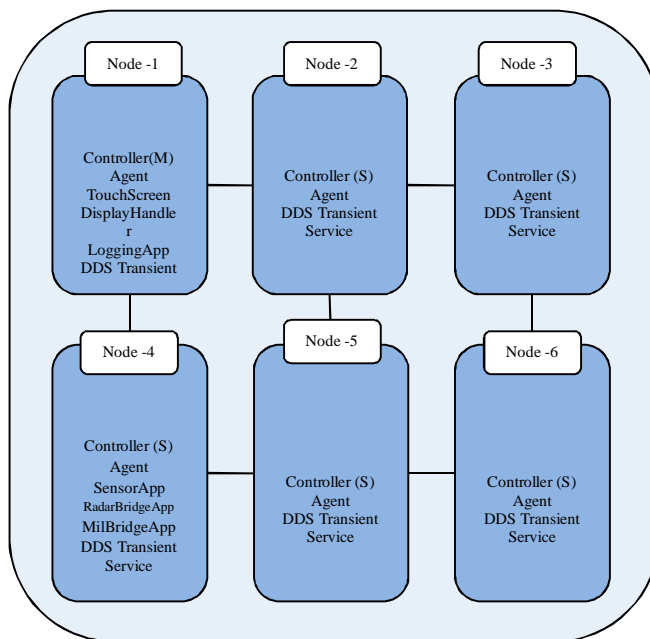 Node -1
Controller(M)
Agent
TouchScreen
DisplayHandle
r
LoggingApp
DDS Transient
Node -2
Controller (S)
Agent
DDS Transient
Service
Node -3
Controller (S)
Agent
DDS Transient
Service
Node -4
Controller (S)
Agent
SensorApp
RadarBridgeApp
MilBridgeApp
DDS Transient
Service
Node -5
Controller (S)
Agent
DDS Transient
Service
Node -6
Controller (S)
Agent
DDS Transient
Service